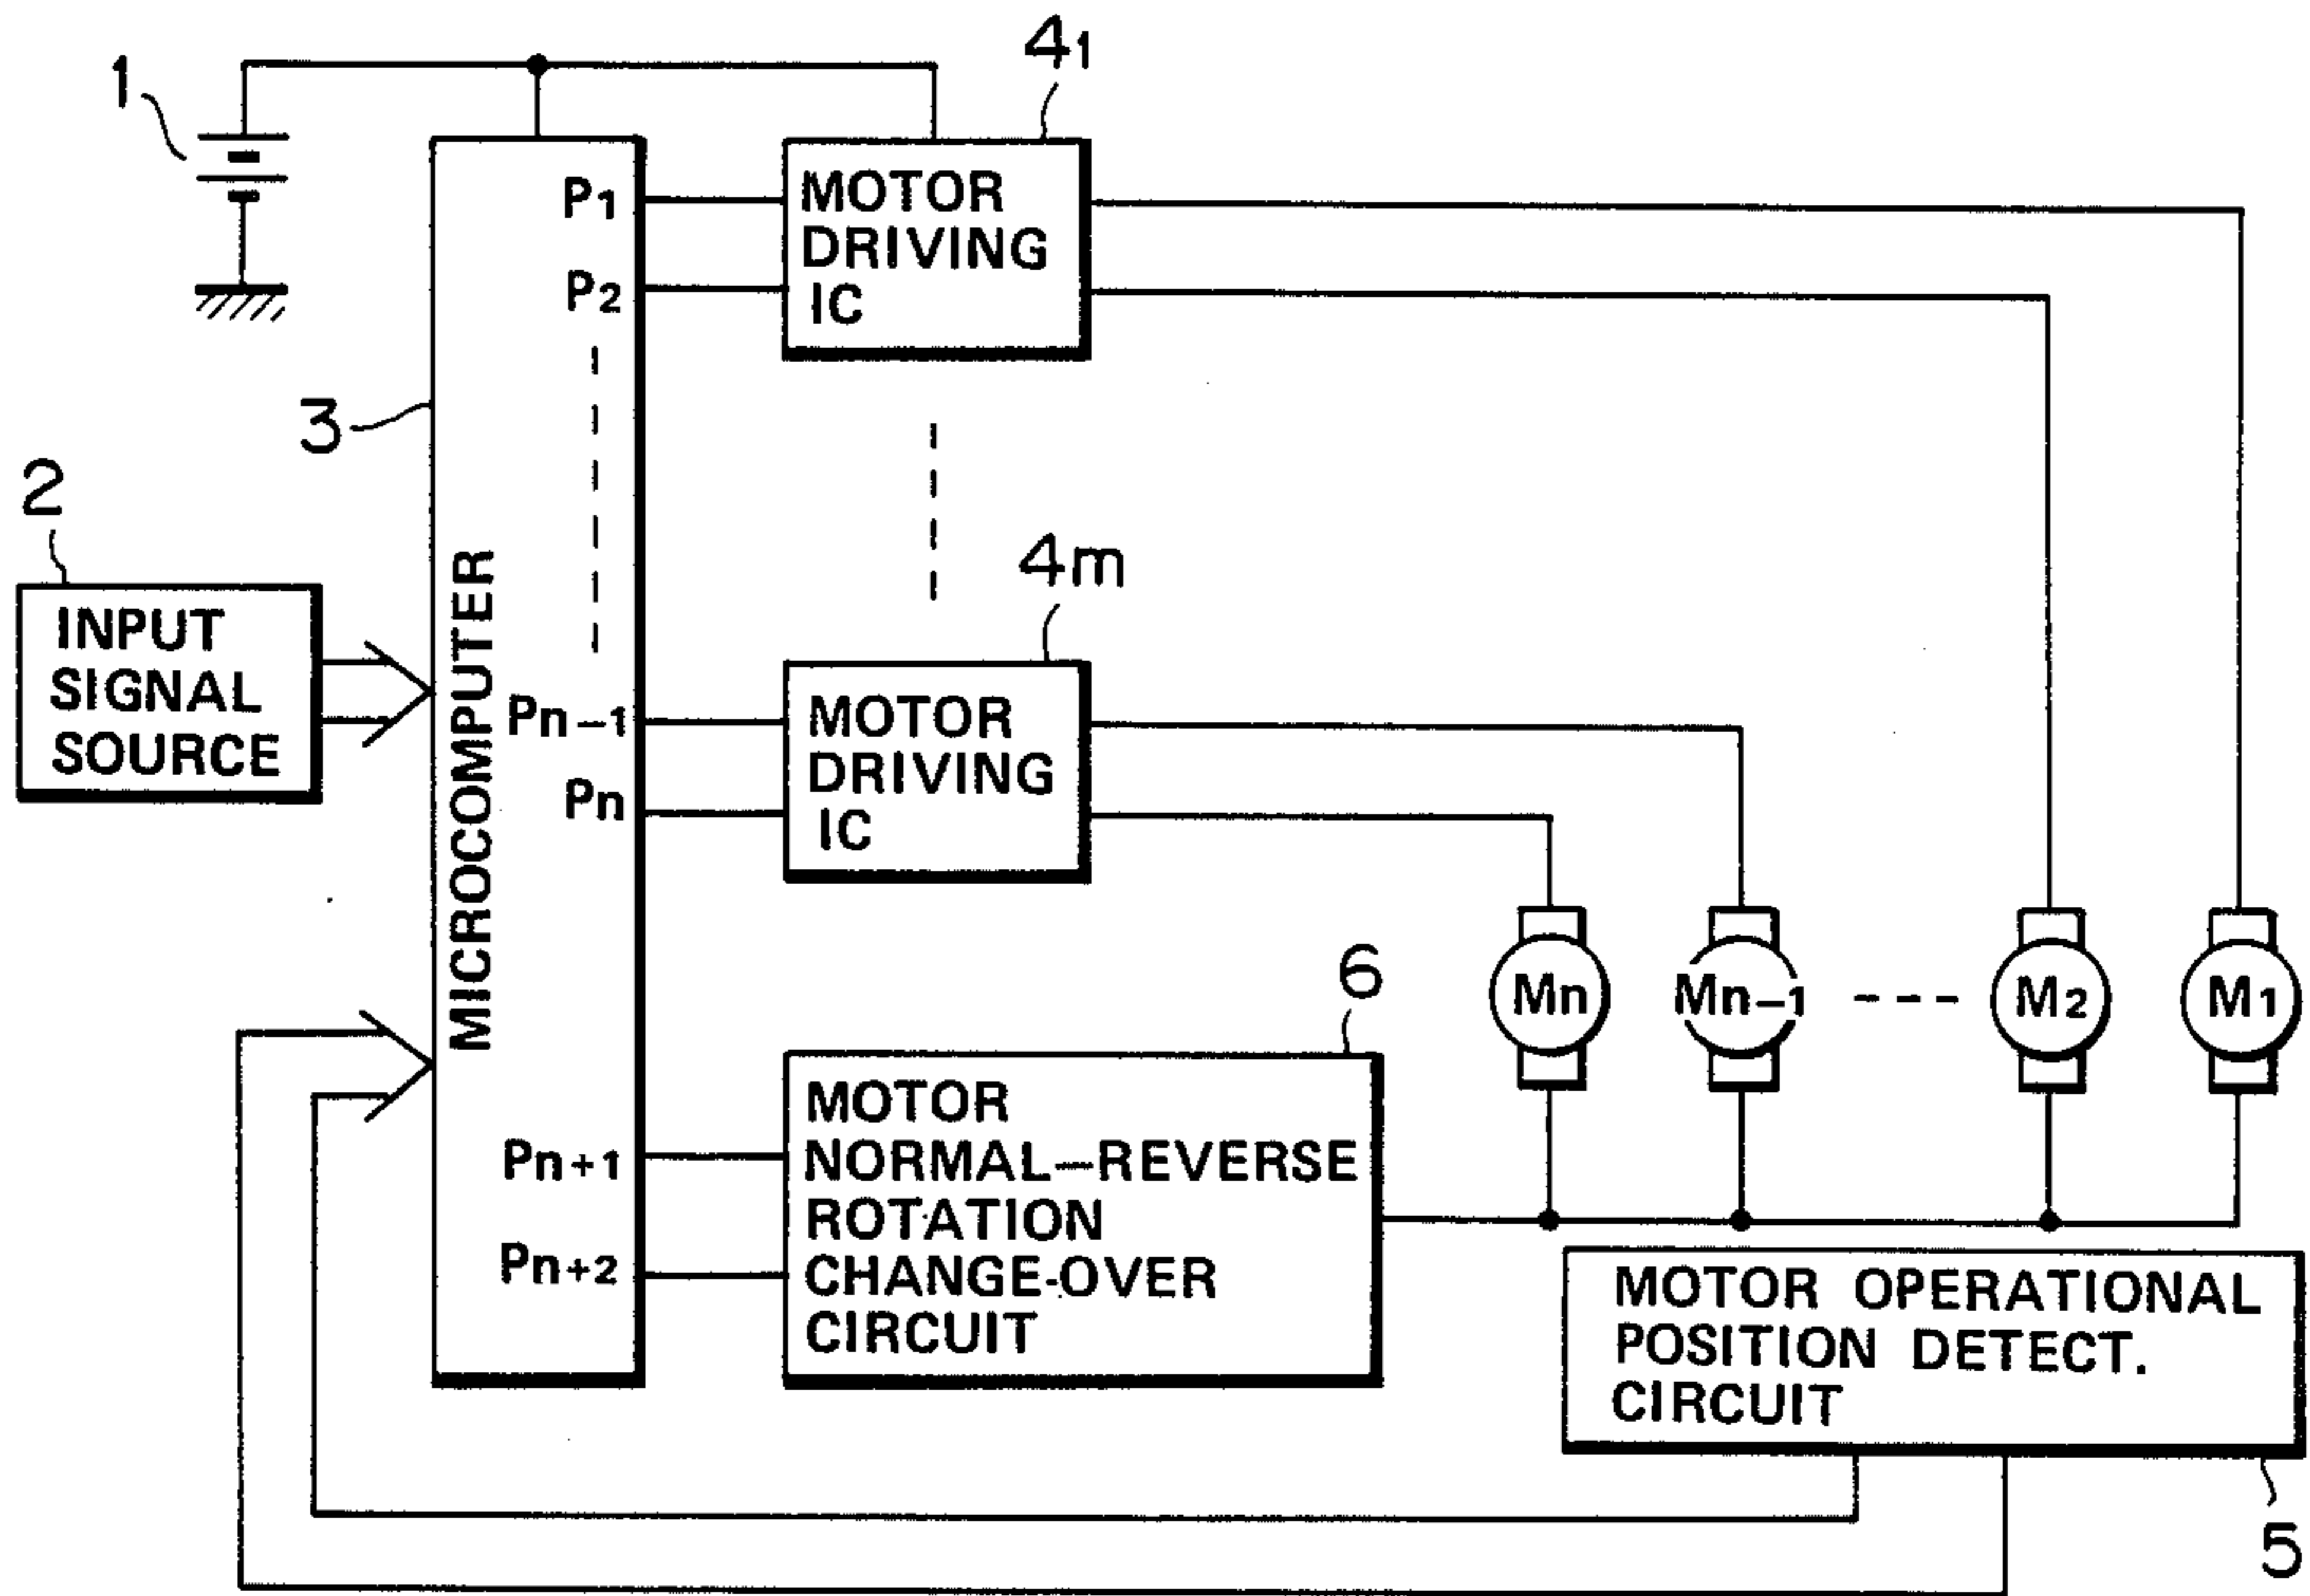 1
41
3
2
INPUT
SIGNAL
SOURCE
MICROCOMPUTER
P1
P2
Pn-1
Pn
Pn+1
Pn+2
MOTOR
DRIVING
IC
4m
MOTOR
DRIVING
IC
6
MOTOR
NORMAL-REVERSE
ROTATION
CHANGE-OVER
CIRCUIT
Mn
Mn-1
M2
M1
MOTOR OPERATIONAL
POSITION DETECT.
CIRCUIT
5